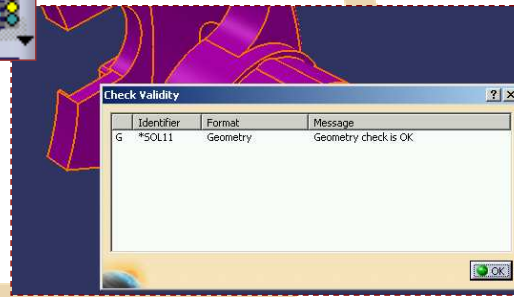 Check Validity
Identifier Format Message
G *SOL11 Geometry Geometry check is OK
OK